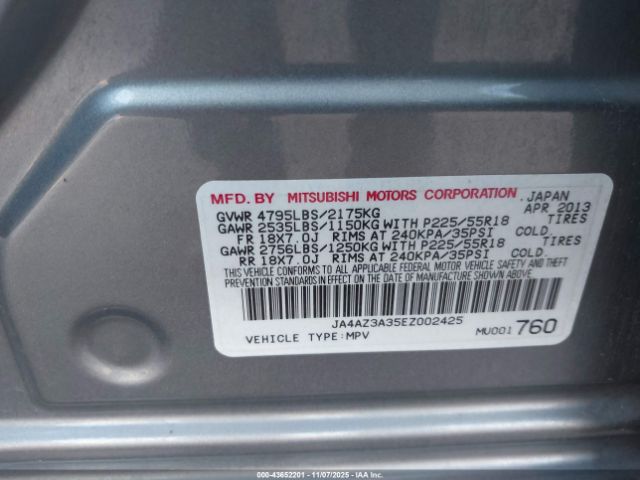 MFD. BY MITSUBISHI MOTORS CORPORATION. JAPAN
GVWR 4795LBS/2175KG APR 2013
GAWR 2535LBS/1150KG WITH P225/55R18 TIRES
FR 18X7.0J RIMS AT 240KPA/35PSI COLD.
GAWR 2756LBS/1250KG WITH P225/55R18 TIRES
RR 18X7.0J RIMS AT 240KPA/35PSI COLD.
THIS VEHICLE CONFORMS TO ALL APPLICABLE FEDERAL MOTOR VEHICLE SAFETY, BUMPER, AND THEFT
PREVENTION STANDARDS IN EFFECT ON THE DATE OF MANUFACTURE SHOWN ABOVE.
JA4AZ3A35EZ002425
VEHICLE TYPE:MPV MU001 760
© IAA 00-43652201 - 11/07/2025 - © IAA